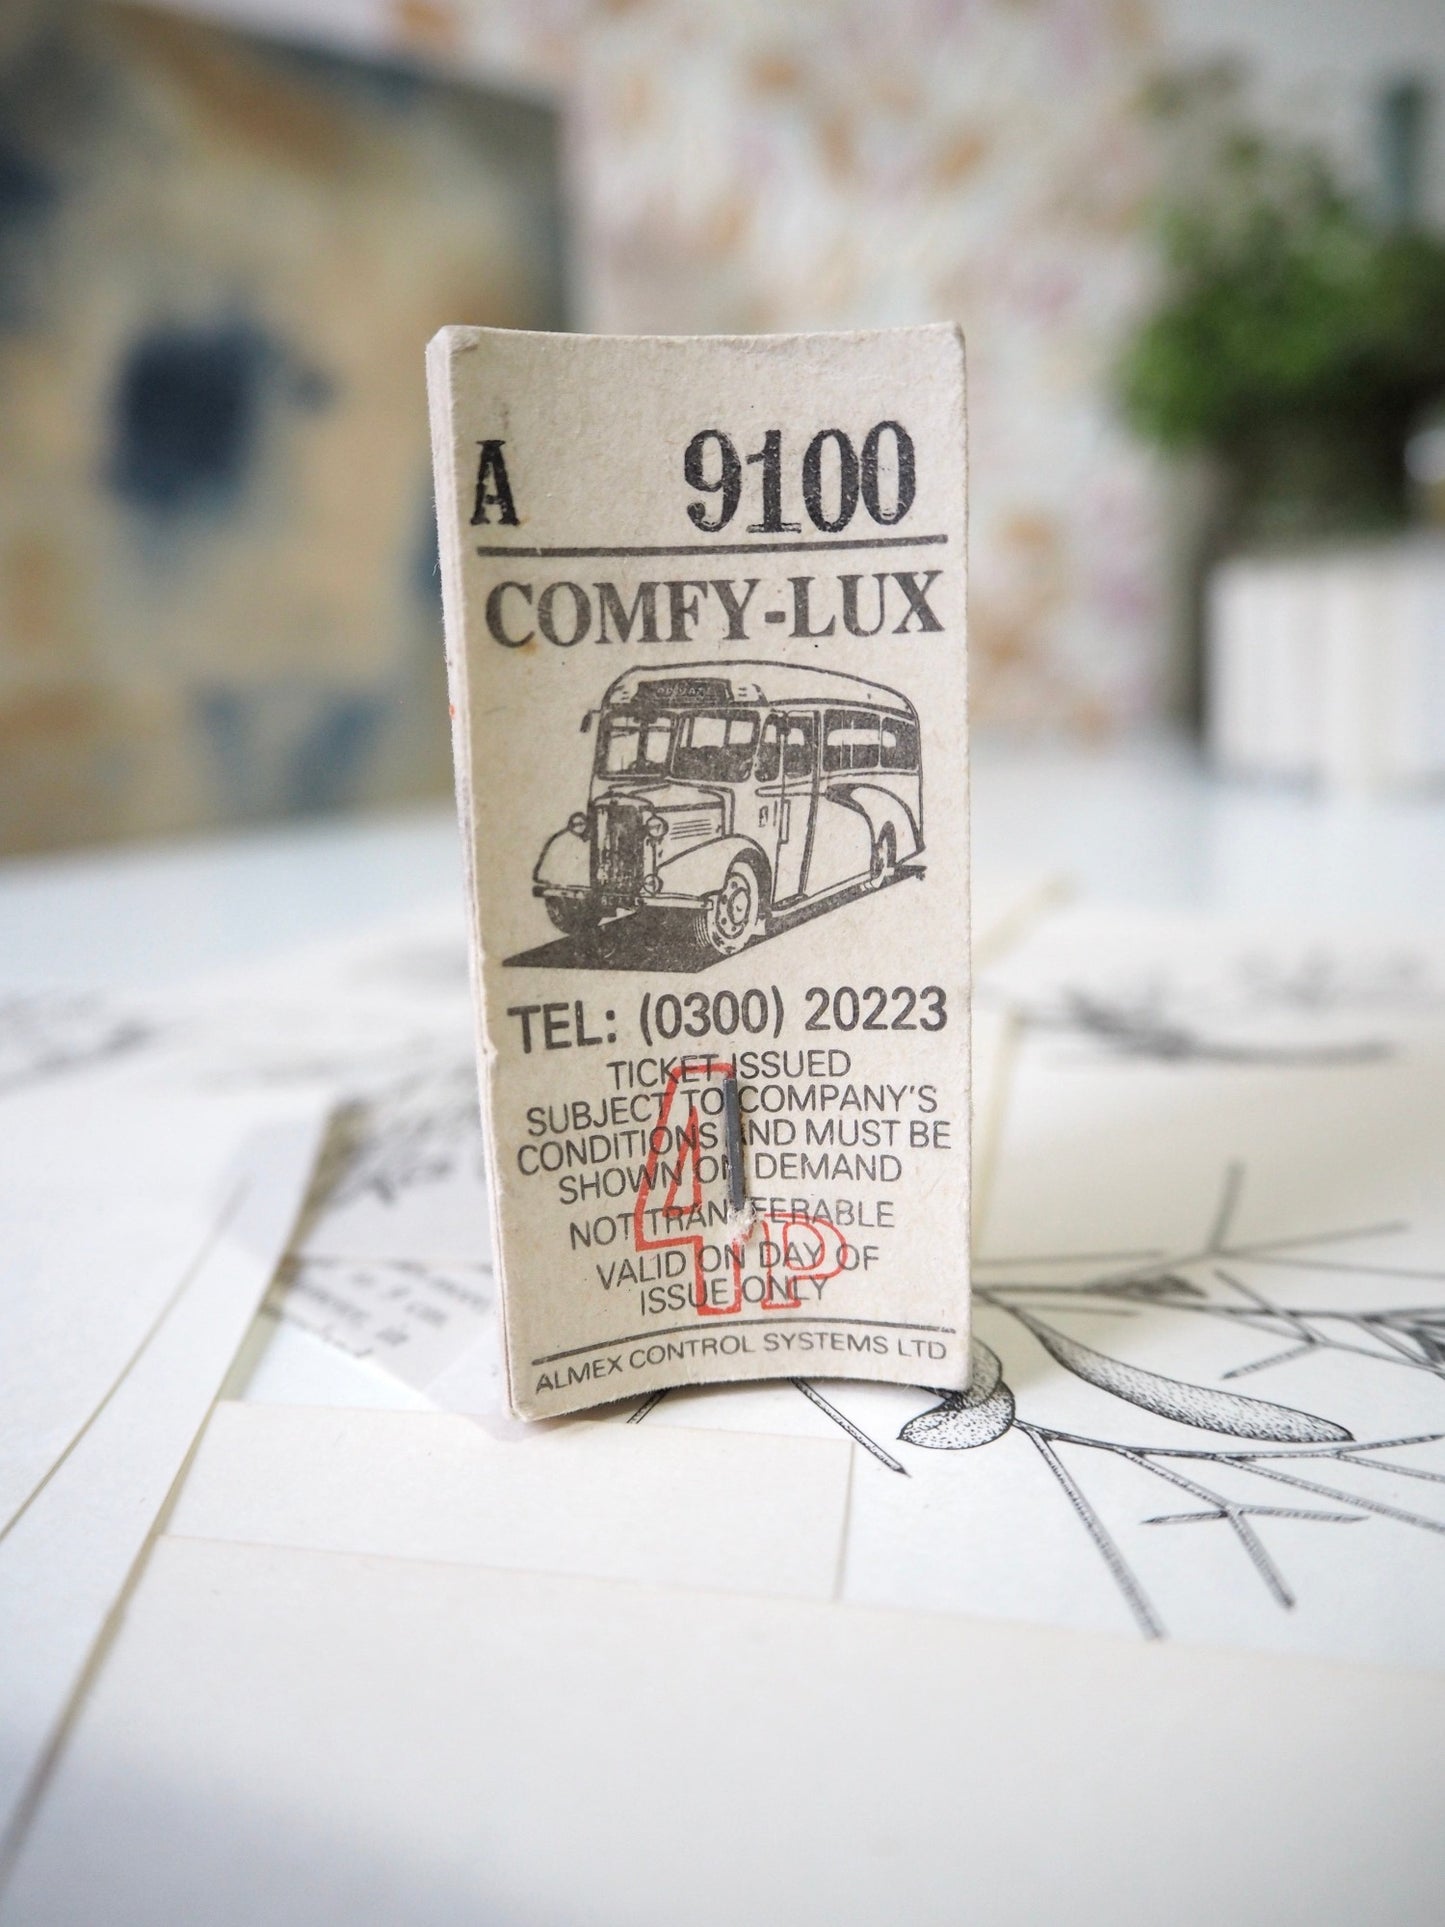 A 9100
COMFY-LUX
TEL: (0300) 20223
TICKET ISSUED
SUBJECT TO COMPANY'S
CONDITIONS AND MUST BE
SHOWN ON DEMAND
NOT TRANSFERABLE
VALID ON DAY OF
ISSUE ONLY
4P
ALMEX CONTROL SYSTEMS LTD